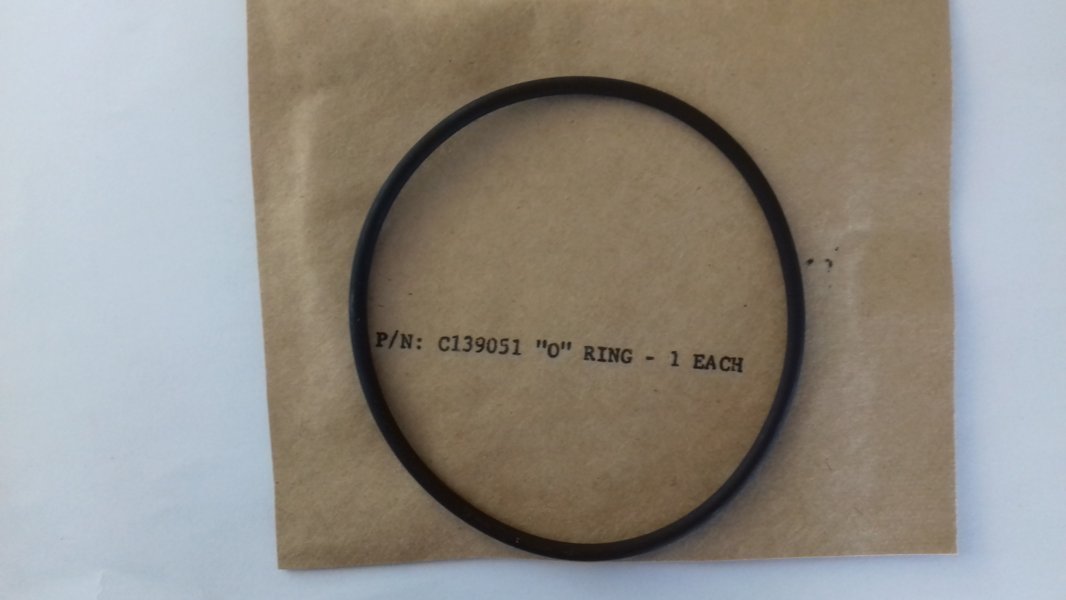 P/N: C139051 "O" RING - 1 EACH